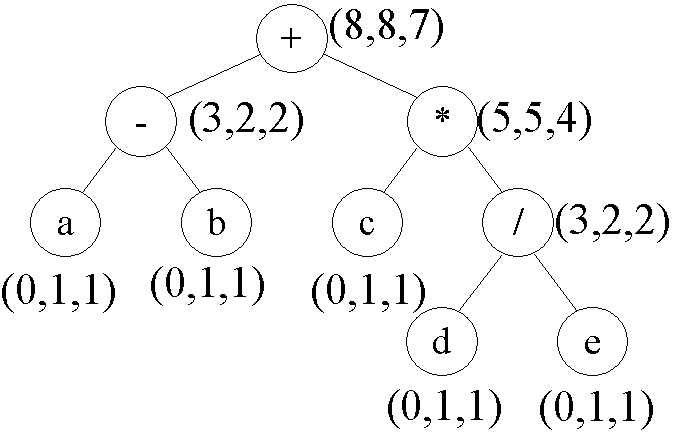 + (8,8,7)
- (3,2,2) * (5,5,4)
a b c / (3,2,2)
(0,1,1) (0,1,1) (0,1,1)
d e
(0,1,1) (0,1,1)